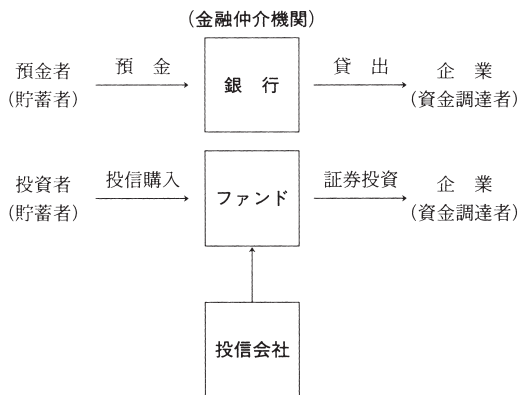 （金融仲介機関）
預金者
（貯蓄者）
預　金
銀　行
貸　出
企　業
（資金調達者）
投資者
（貯蓄者）
投信購入
ファンド
証券投資
企　業
（資金調達者）
投信会社